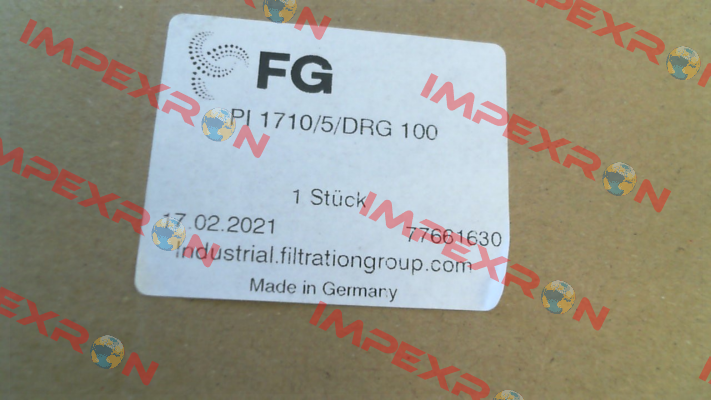 FG
PI 1710/5/DRG 100
1 Stück
17.02.2021 77661630
industrial.filtrationgroup.com
Made in Germany
IMPEXRON
IMPEXRON
IMPEXRON
IMPEXRON
IMPEXRON
IMPEXRON
IMPEXRON
IMPEXRON